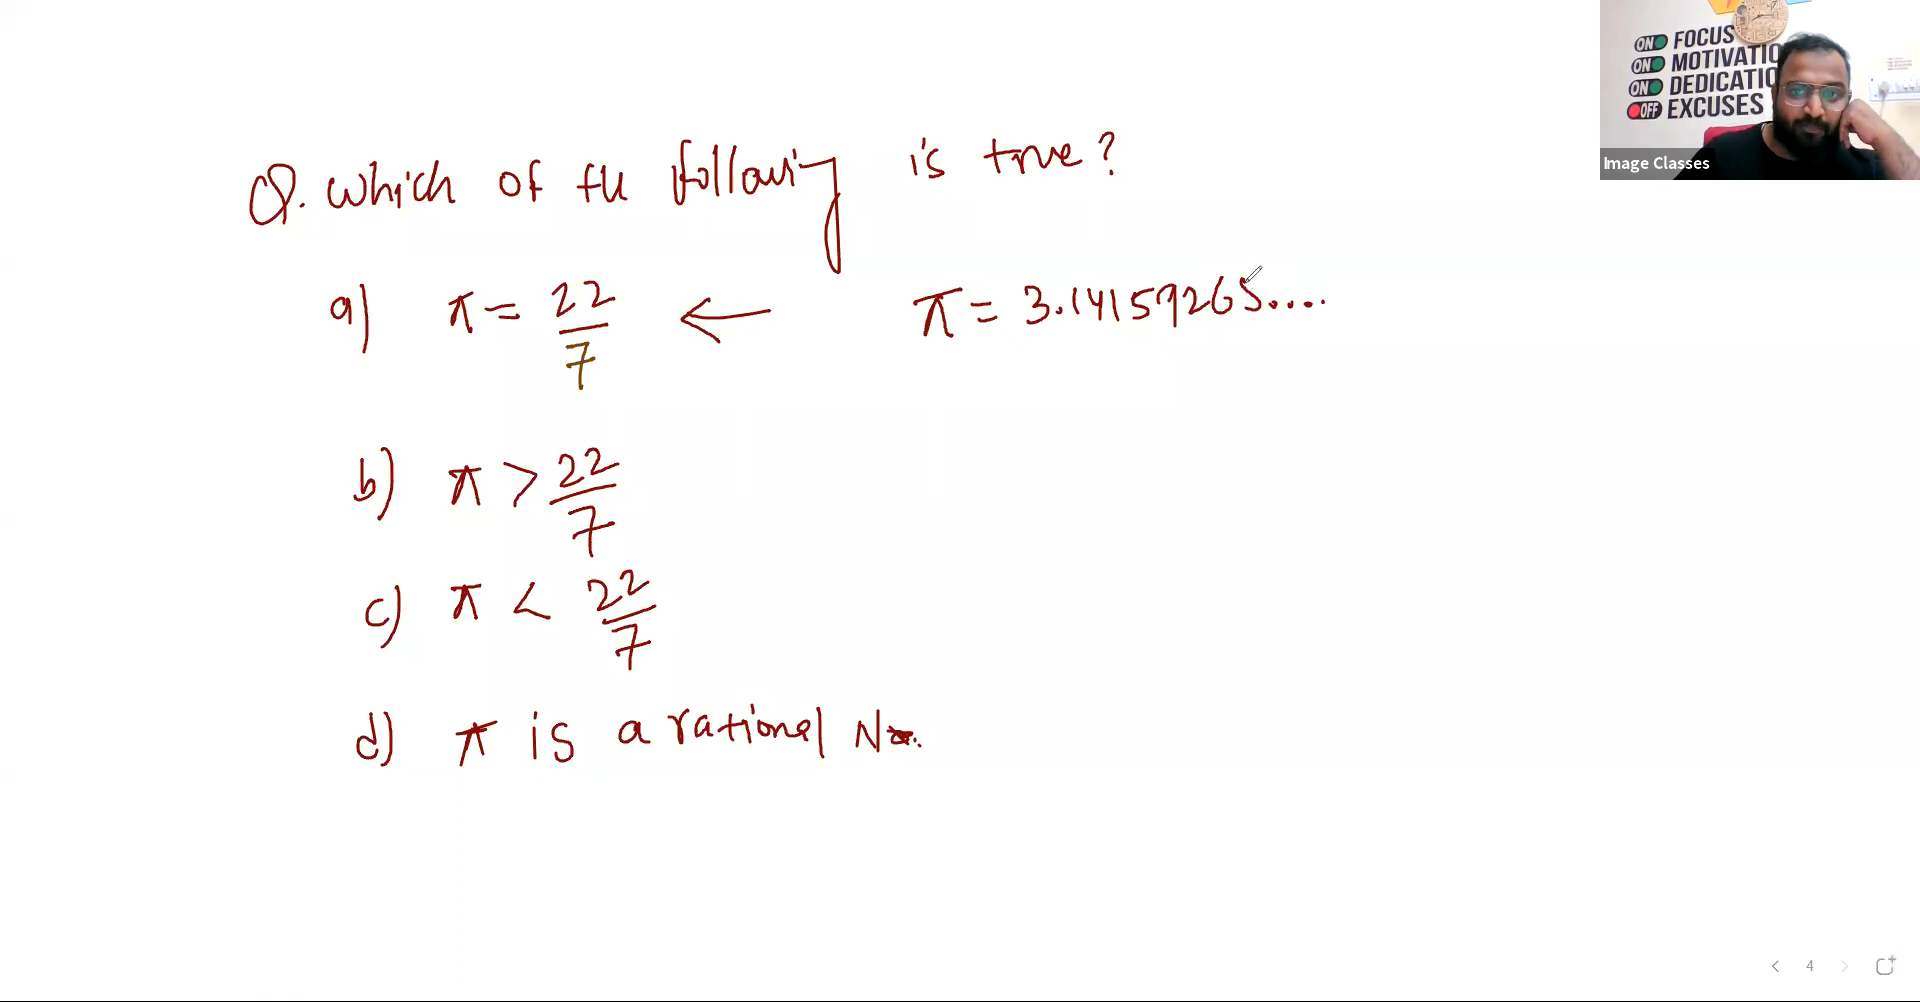 Q. Which of the following is true?
a) π = 22/7 ← π = 3.14159265....
b) π > 22/7
c) π < 22/7
d) π is a rational No.
ON FOCUS
ON MOTIVATIO
ON DEDICATIO
OFF EXCUSES
Image Classes
4